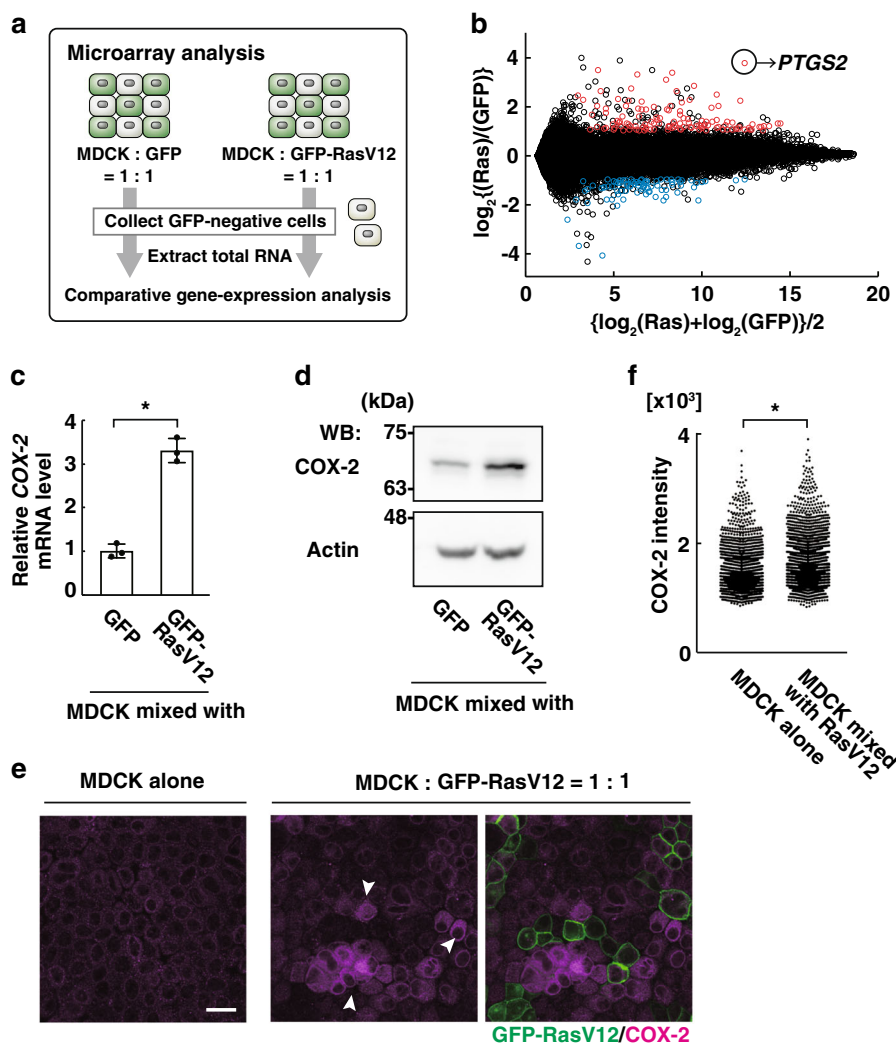 a
Microarray analysis
MDCK : GFP
= 1 : 1
MDCK : GFP-RasV12
= 1 : 1
Collect GFP-negative cells
Extract total RNA
Comparative gene-expression analysis
b
log2{(Ras)/(GFP)}
4
2
0
-2
-4
PTGS2
0
5
10
15
20
{log2(Ras)+log2(GFP)}/2
c
Relative COX-2
mRNA level
4
3
2
1
0
*
GFP
GFP-
RasV12
MDCK mixed with
d
(kDa)
WB:
75
COX-2
63
48
Actin
GFP
GFP-
RasV12
MDCK mixed with
f
[x10³]
COX-2 intensity
4
2
0
*
MDCK alone
MDCK mixed
with RasV12
e
MDCK alone
MDCK : GFP-RasV12 = 1 : 1
GFP-RasV12/COX-2